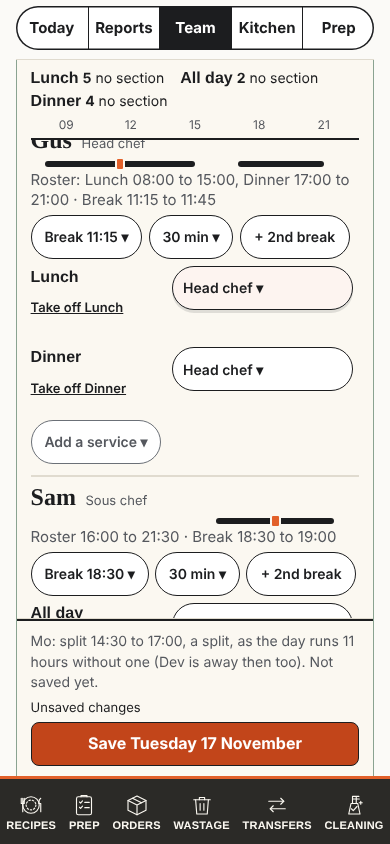 Today Reports Team Kitchen Prep
Lunch 5 no section All day 2 no section
Dinner 4 no section
09 12 15 18 21
Gus Head chef
Roster: Lunch 08:00 to 15:00, Dinner 17:00 to
21:00 · Break 11:15 to 11:45
Break 11:15 ▾ 30 min ▾ + 2nd break
Lunch
Head chef ▾
Take off Lunch
Dinner
Head chef ▾
Take off Dinner
Add a service ▾
Sam Sous chef
Roster 16:00 to 21:30 · Break 18:30 to 19:00
Break 18:30 ▾ 30 min ▾ + 2nd break
All day
Mo: split 14:30 to 17:00, a split, as the day runs 11
hours without one (Dev is away then too). Not
saved yet.
Unsaved changes
Save Tuesday 17 November
RECIPES PREP ORDERS WASTAGE TRANSFERS CLEANING